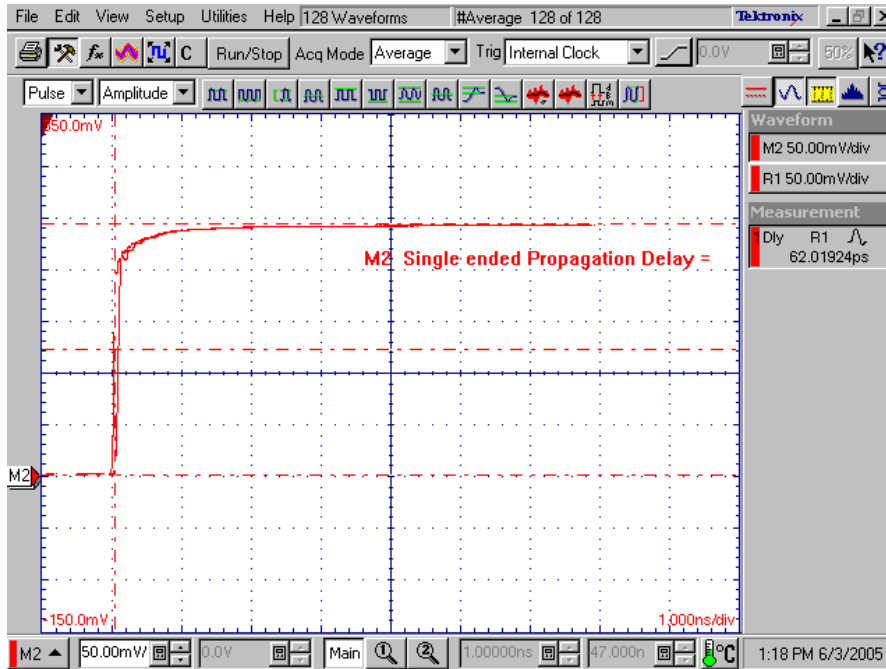 File Edit View Setup Utilities Help 128 Waveforms #Average 128 of 128 Tektronix
C Run/Stop Acq Mode Average Trig Internal Clock 0.0V 50%
Pulse Amplitude
350.0mV
Waveform
M2 50.00mV/div
R1 50.00mV/div
Measurement
1 Dly R1
62.01924ps
M2 Single ended Propagation Delay =
M2
-150.0mV
1.000ns/div
M2 50.00mV/ 0.0V Main 1 2 1.00000ns 47.000n °C 1:18 PM 6/3/2005